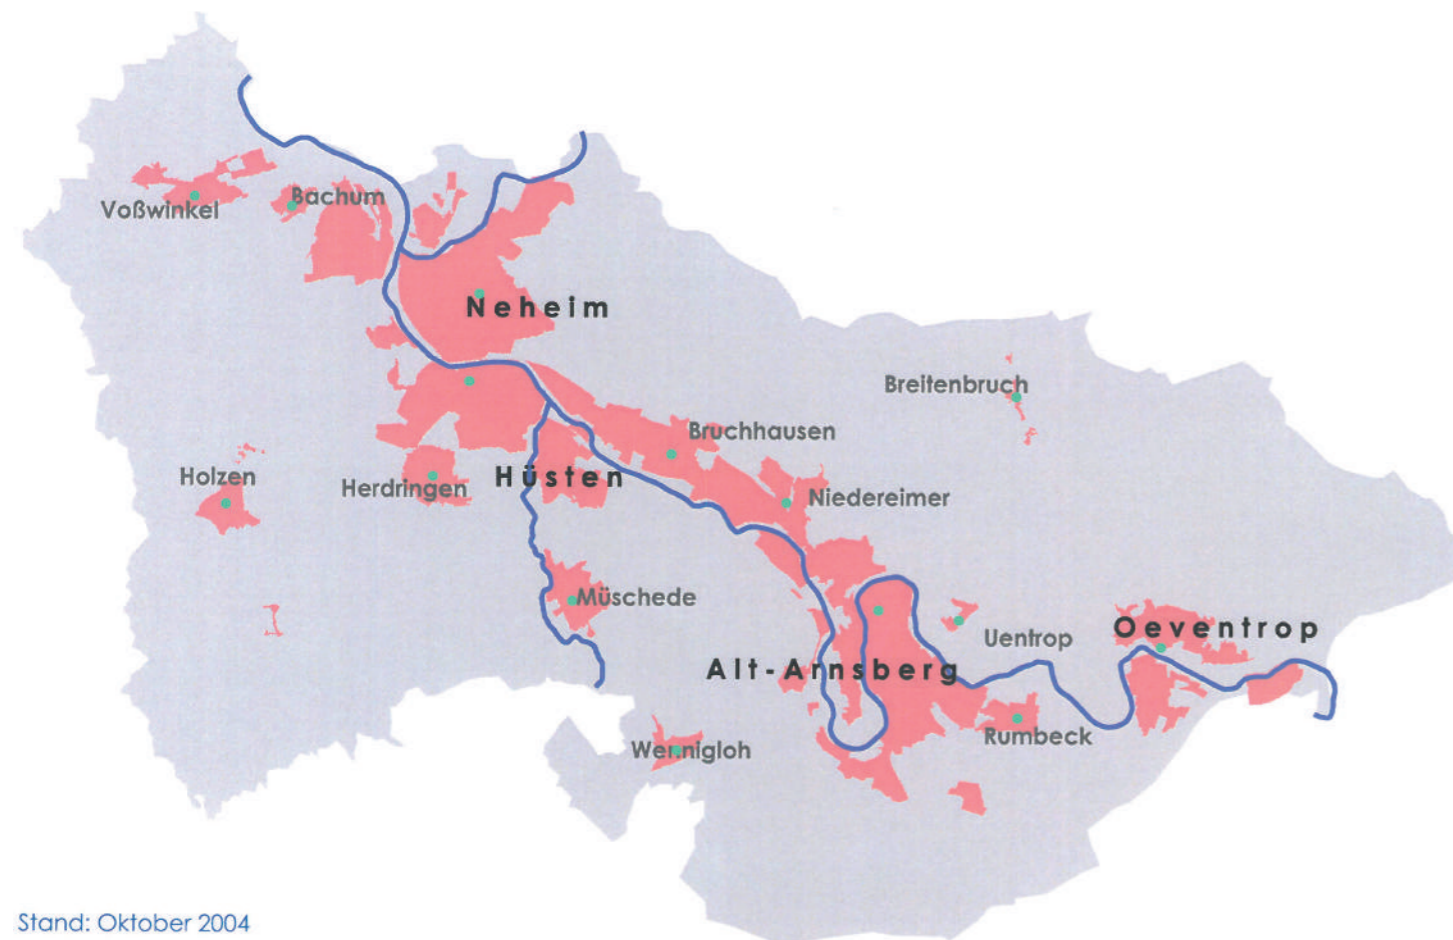 Bachum
Voßwinkel
Neheim
Breitenbruch
Bruchhausen
Holzen
Herdringen
Hüsten
Niedereimer
Müschede
Uentrop
Oeventrop
Alt-Arnsberg
Rumbeck
Wennigloh
Stand: Oktober 2004